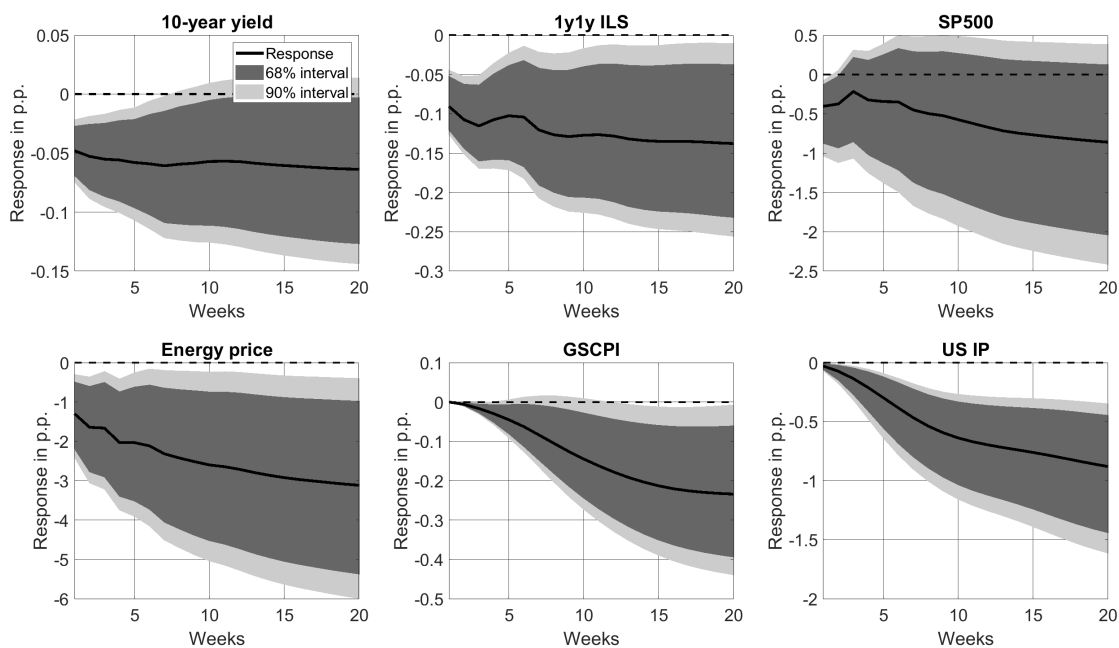 10-year yield
0.05
0
-0.05
-0.1
-0.15
Response in p.p.
Response
68% interval
90% interval
5 10 15 20
Weeks
1y1y ILS
0
-0.05
-0.1
-0.15
-0.2
-0.25
-0.3
Response in p.p.
5 10 15 20
Weeks
SP500
0.5
0
-0.5
-1
-1.5
-2
-2.5
Response in p.p.
5 10 15 20
Weeks
Energy price
0
-1
-2
-3
-4
-5
-6
Response in p.p.
5 10 15 20
Weeks
GSCPI
0.1
0
-0.1
-0.2
-0.3
-0.4
-0.5
Response in p.p.
5 10 15 20
Weeks
US IP
0
-0.5
-1
-1.5
-2
Response in p.p.
5 10 15 20
Weeks